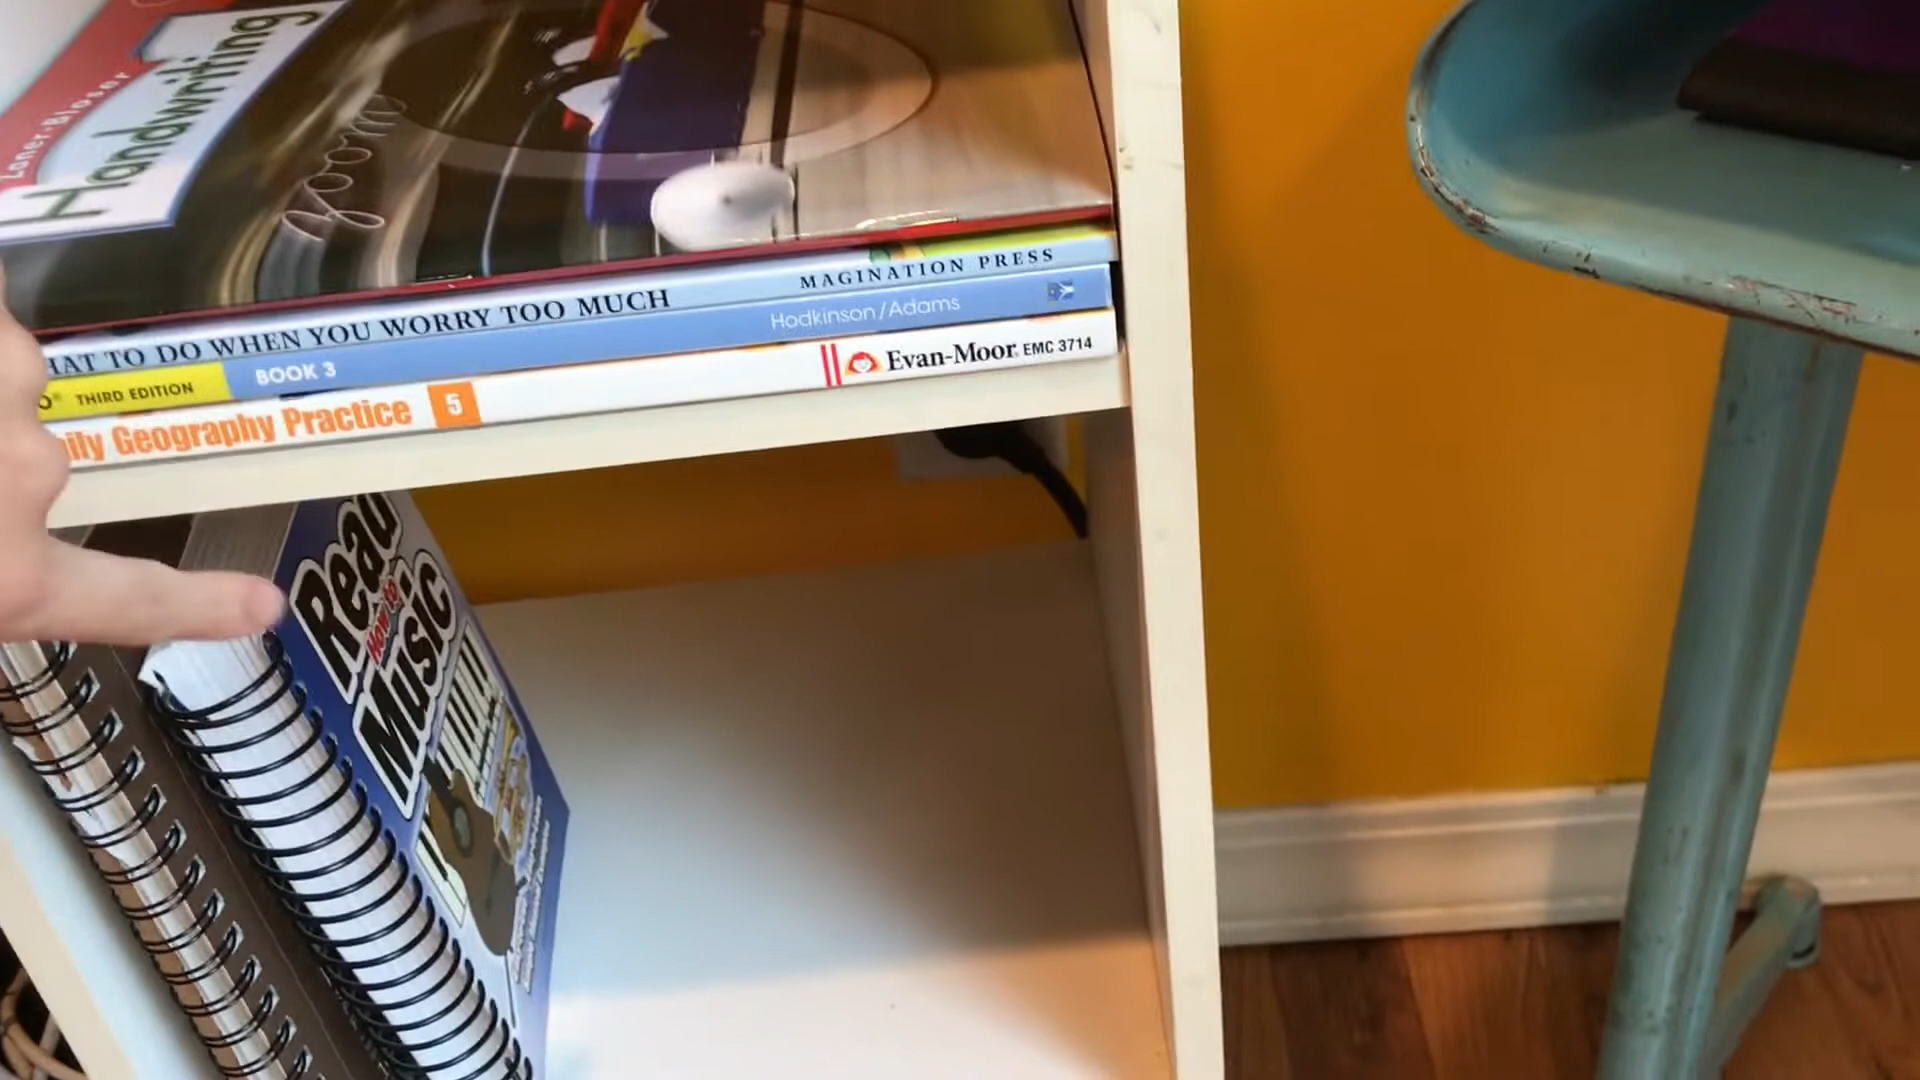 Zaner-Bloser
Handwriting
zoom
HAT TO DO WHEN YOU WORRY TOO MUCH MAGINATION PRESS
THIRD EDITION BOOK 3 Hodkinson/Adams
ily Geography Practice 5 Evan-Moor® EMC 3714
Read
How to
Music